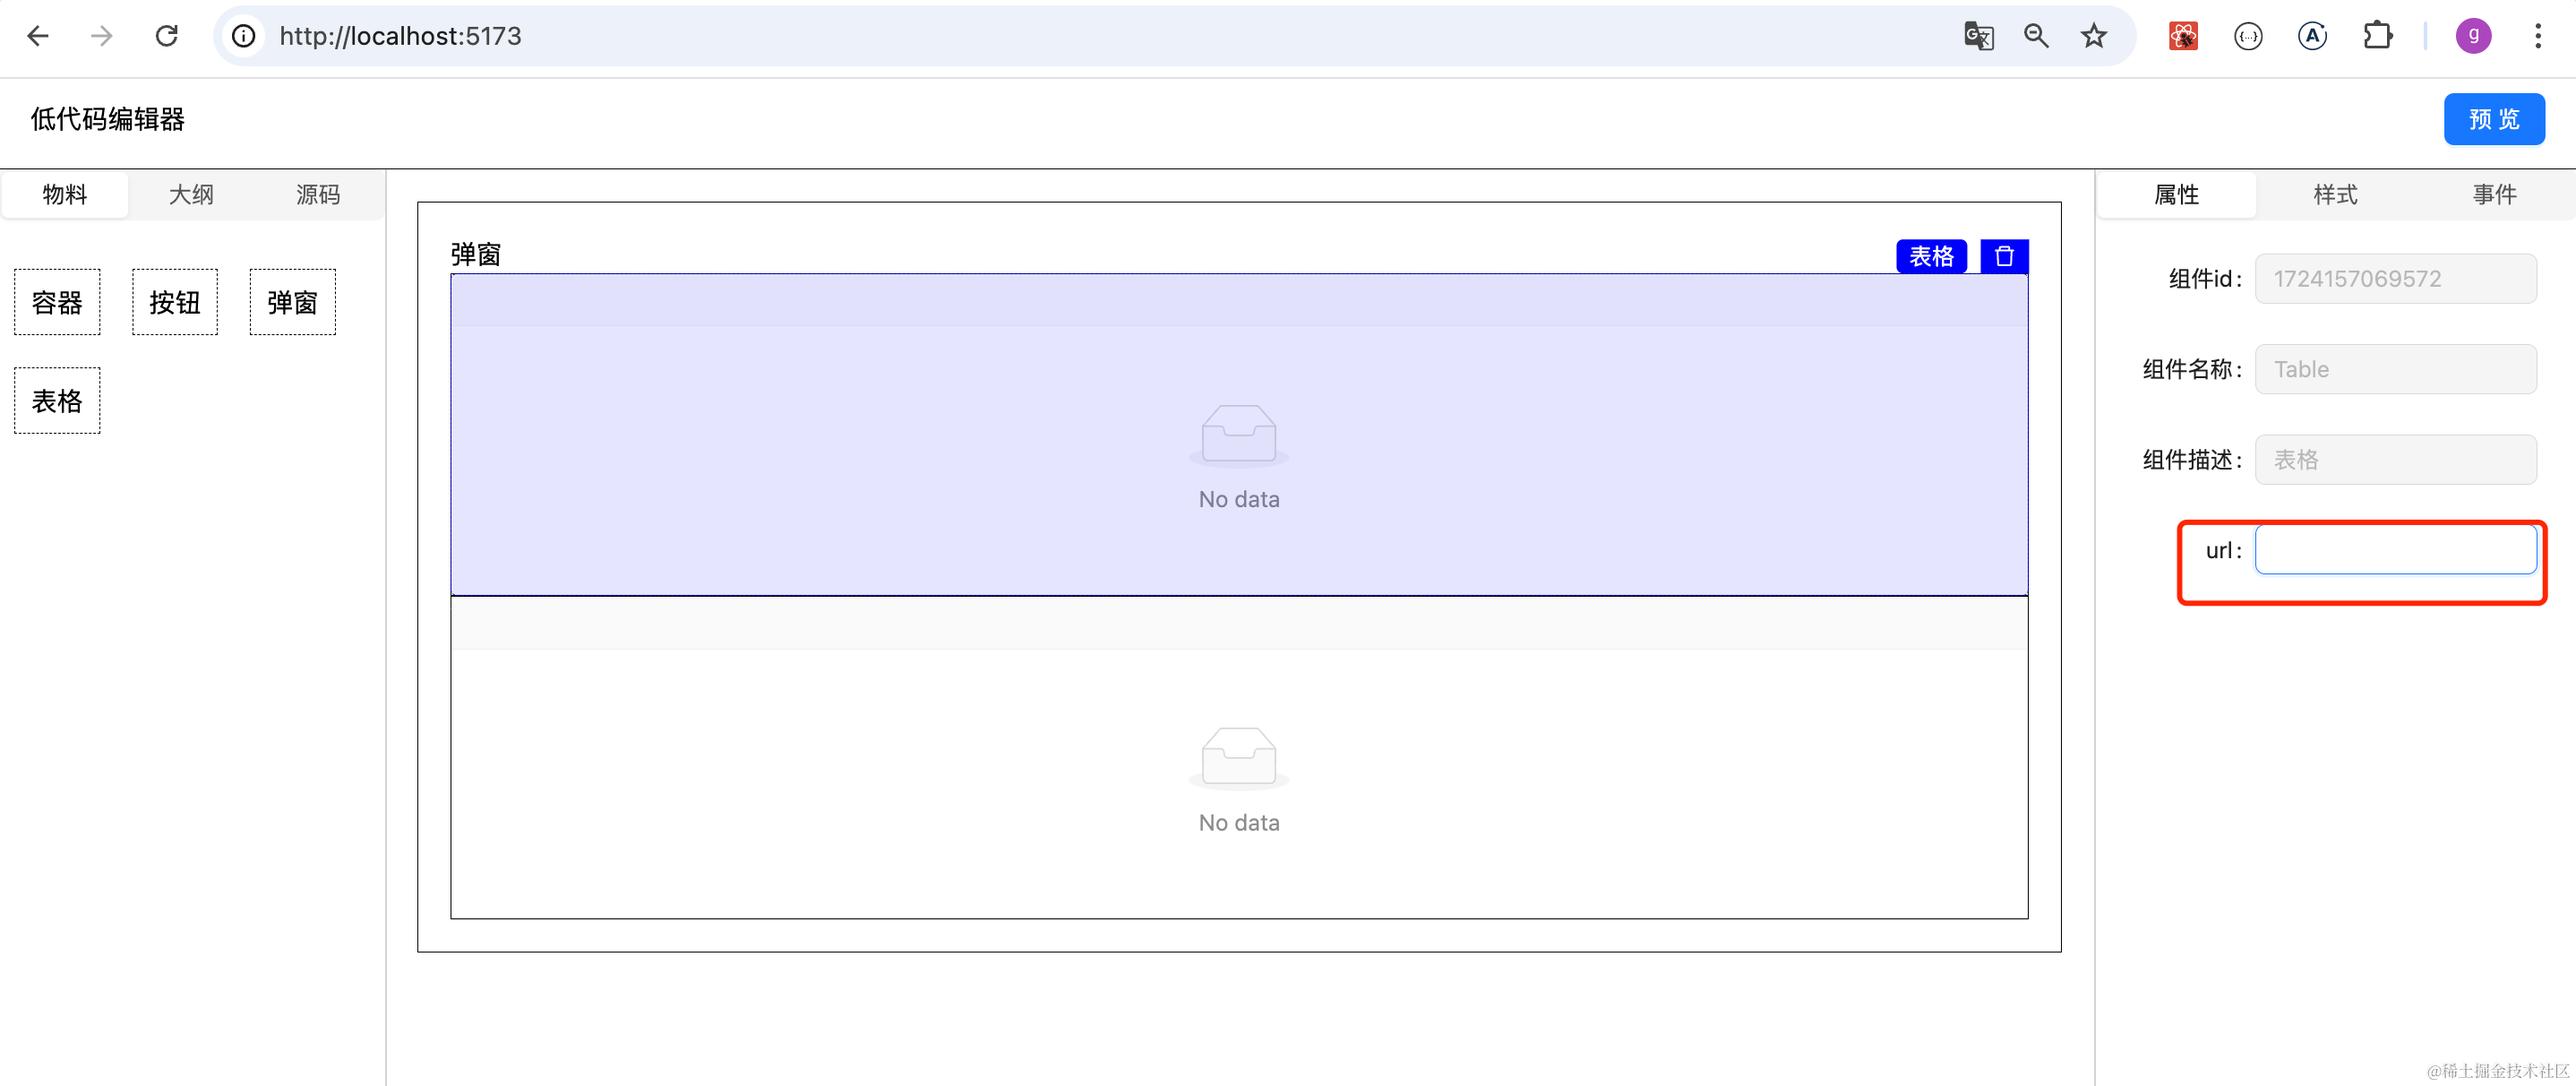 http://localhost:5173
g
低代码编辑器
预 览
物料 大纲 源码
属性 样式 事件
容器 按钮 弹窗
表格
弹窗
表格
No data
No data
组件id: 1724157069572
组件名称: Table
组件描述: 表格
url:
@稀土掘金技术社区